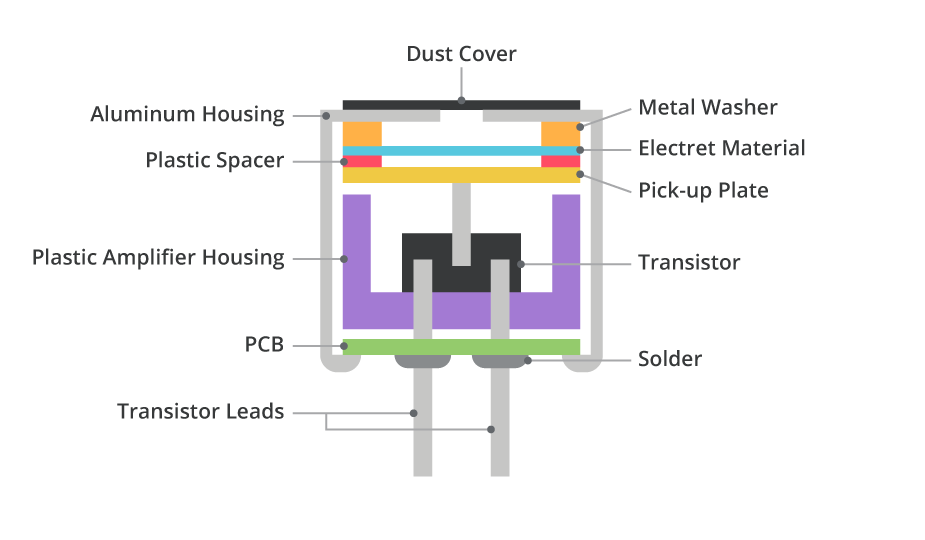 Dust Cover
Aluminum Housing
Metal Washer
Electret Material
Plastic Spacer
Pick-up Plate
Plastic Amplifier Housing
Transistor
PCB
Solder
Transistor Leads